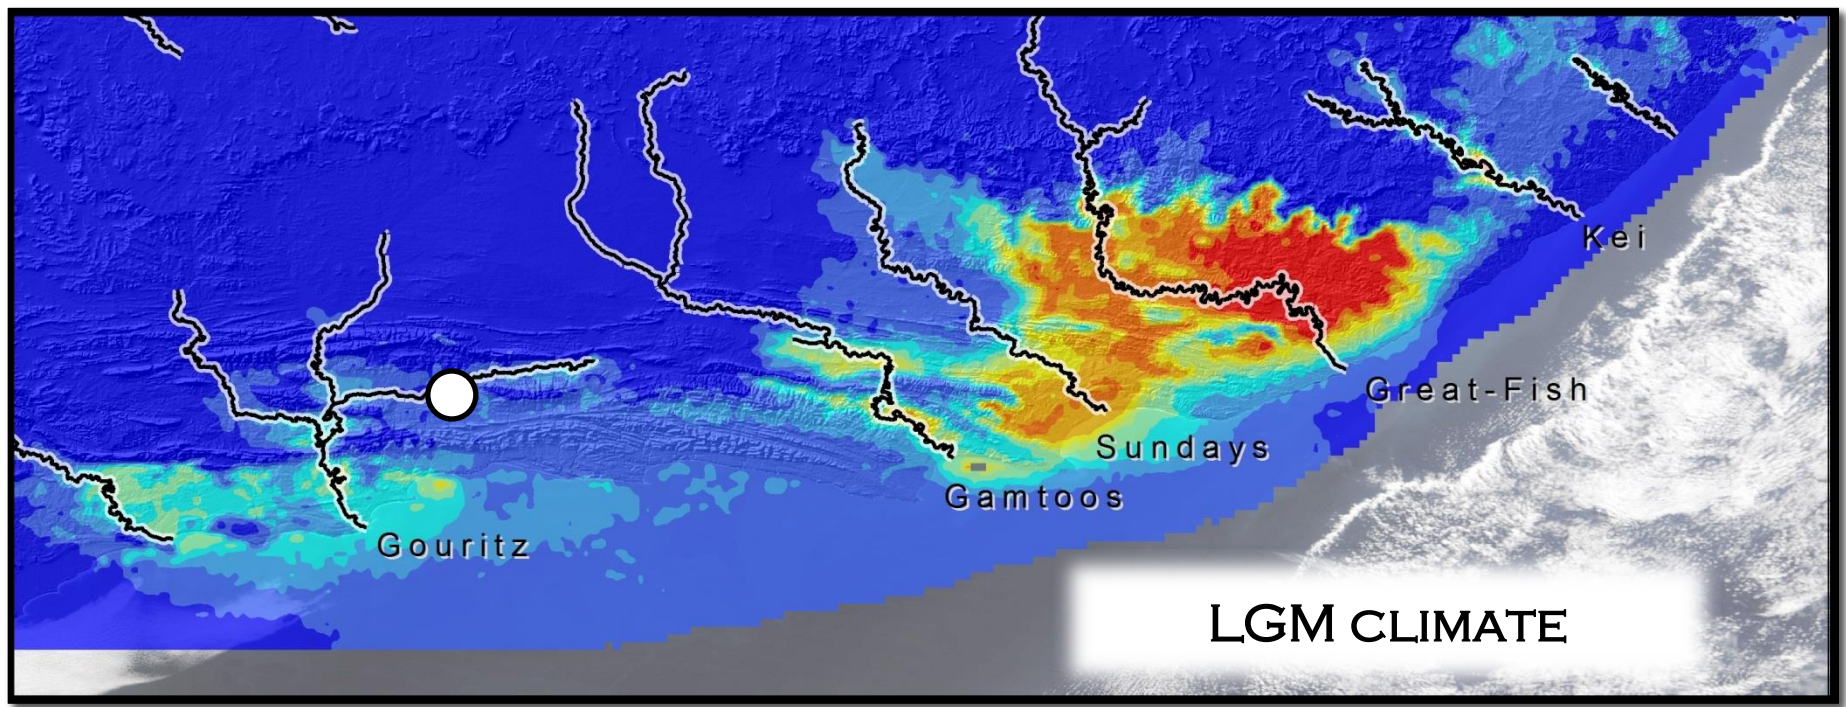 Kei
Great-Fish
Sundays
Gamtoos
Gouritz
LGM CLIMATE